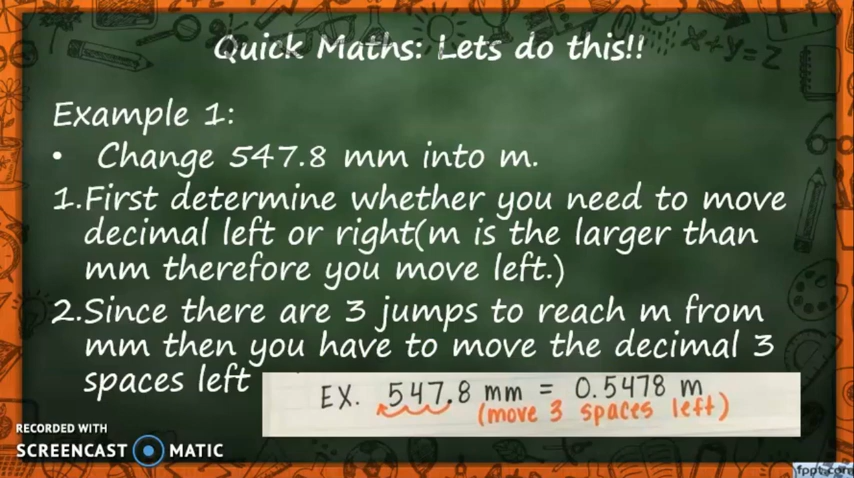 Quick Maths: Lets do this!!
x+y=z
Example 1:
• Change 547.8 mm into m.
1.First determine whether you need to move
decimal left or right(m is the larger than
mm therefore you move left.)
2.Since there are 3 jumps to reach m from
mm then you have to move the decimal 3
spaces left
EX. 547.8 mm = 0.5478 m
(move 3 spaces left)
RECORDED WITH
SCREENCAST MATIC
fppt.com